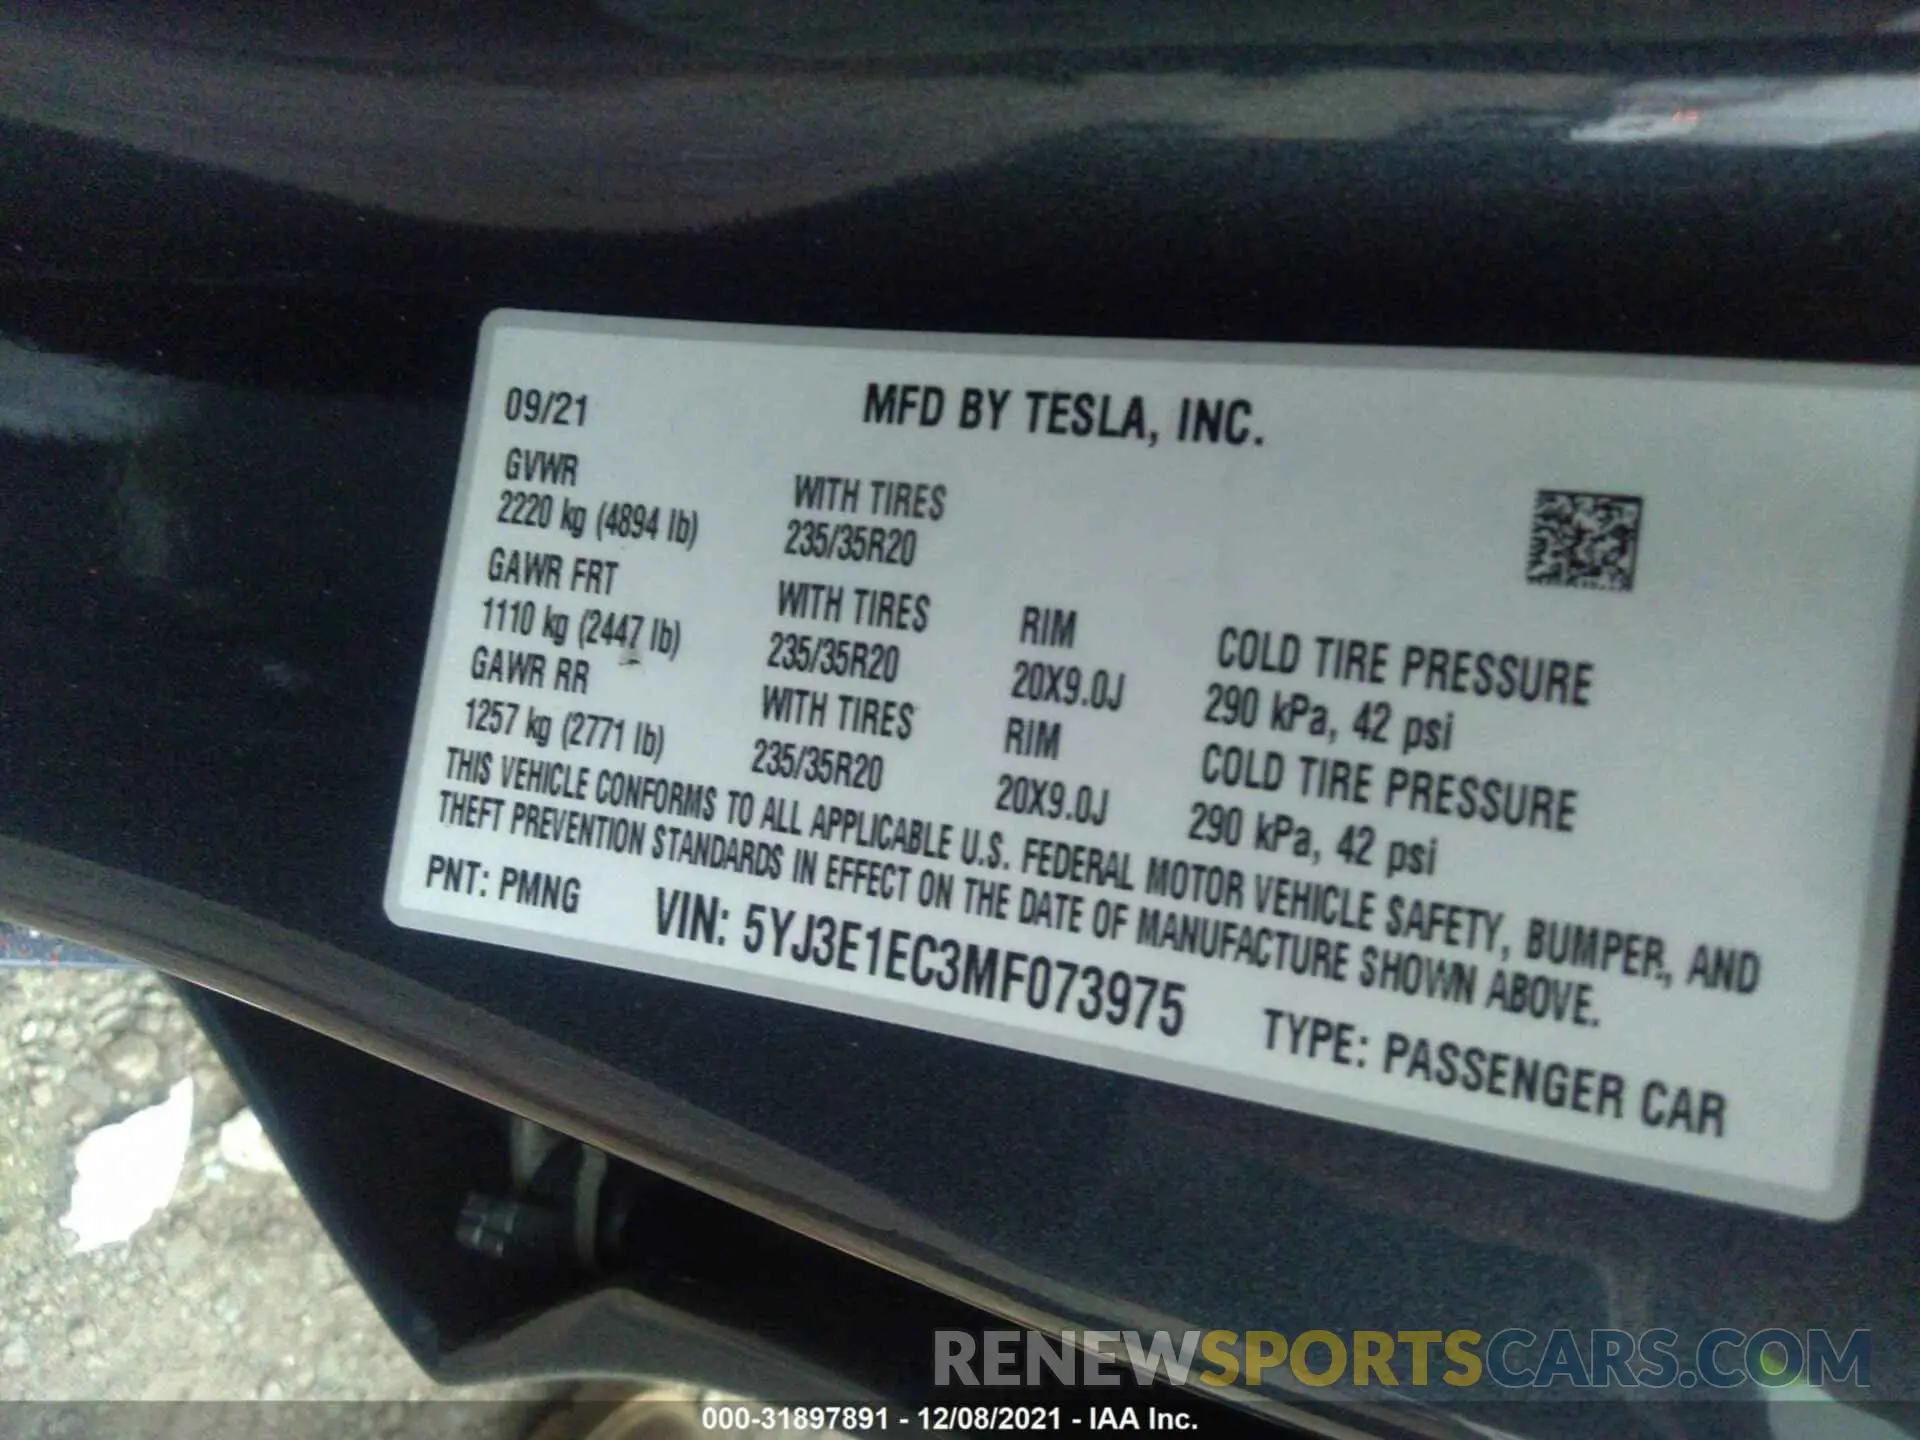 09/21
MFD BY TESLA, INC.
GVWR
2220 kg (4894 lb)
WITH TIRES
235/35R20
GAWR FRT
1110 kg (2447 lb)
WITH TIRES
235/35R20
RIM
20X9.0J
COLD TIRE PRESSURE
290 kPa, 42 psi
GAWR RR
1257 kg (2771 lb)
WITH TIRES
235/35R20
RIM
20X9.0J
COLD TIRE PRESSURE
290 kPa, 42 psi
THIS VEHICLE CONFORMS TO ALL APPLICABLE U.S. FEDERAL MOTOR VEHICLE SAFETY, BUMPER, AND
THEFT PREVENTION STANDARDS IN EFFECT ON THE DATE OF MANUFACTURE SHOWN ABOVE.
PNT: PMNG
VIN: 5YJ3E1EC3MF073975
TYPE: PASSENGER CAR
RENEWSPORTSCARS.COM
000-31897891 - 12/08/2021 - IAA Inc.